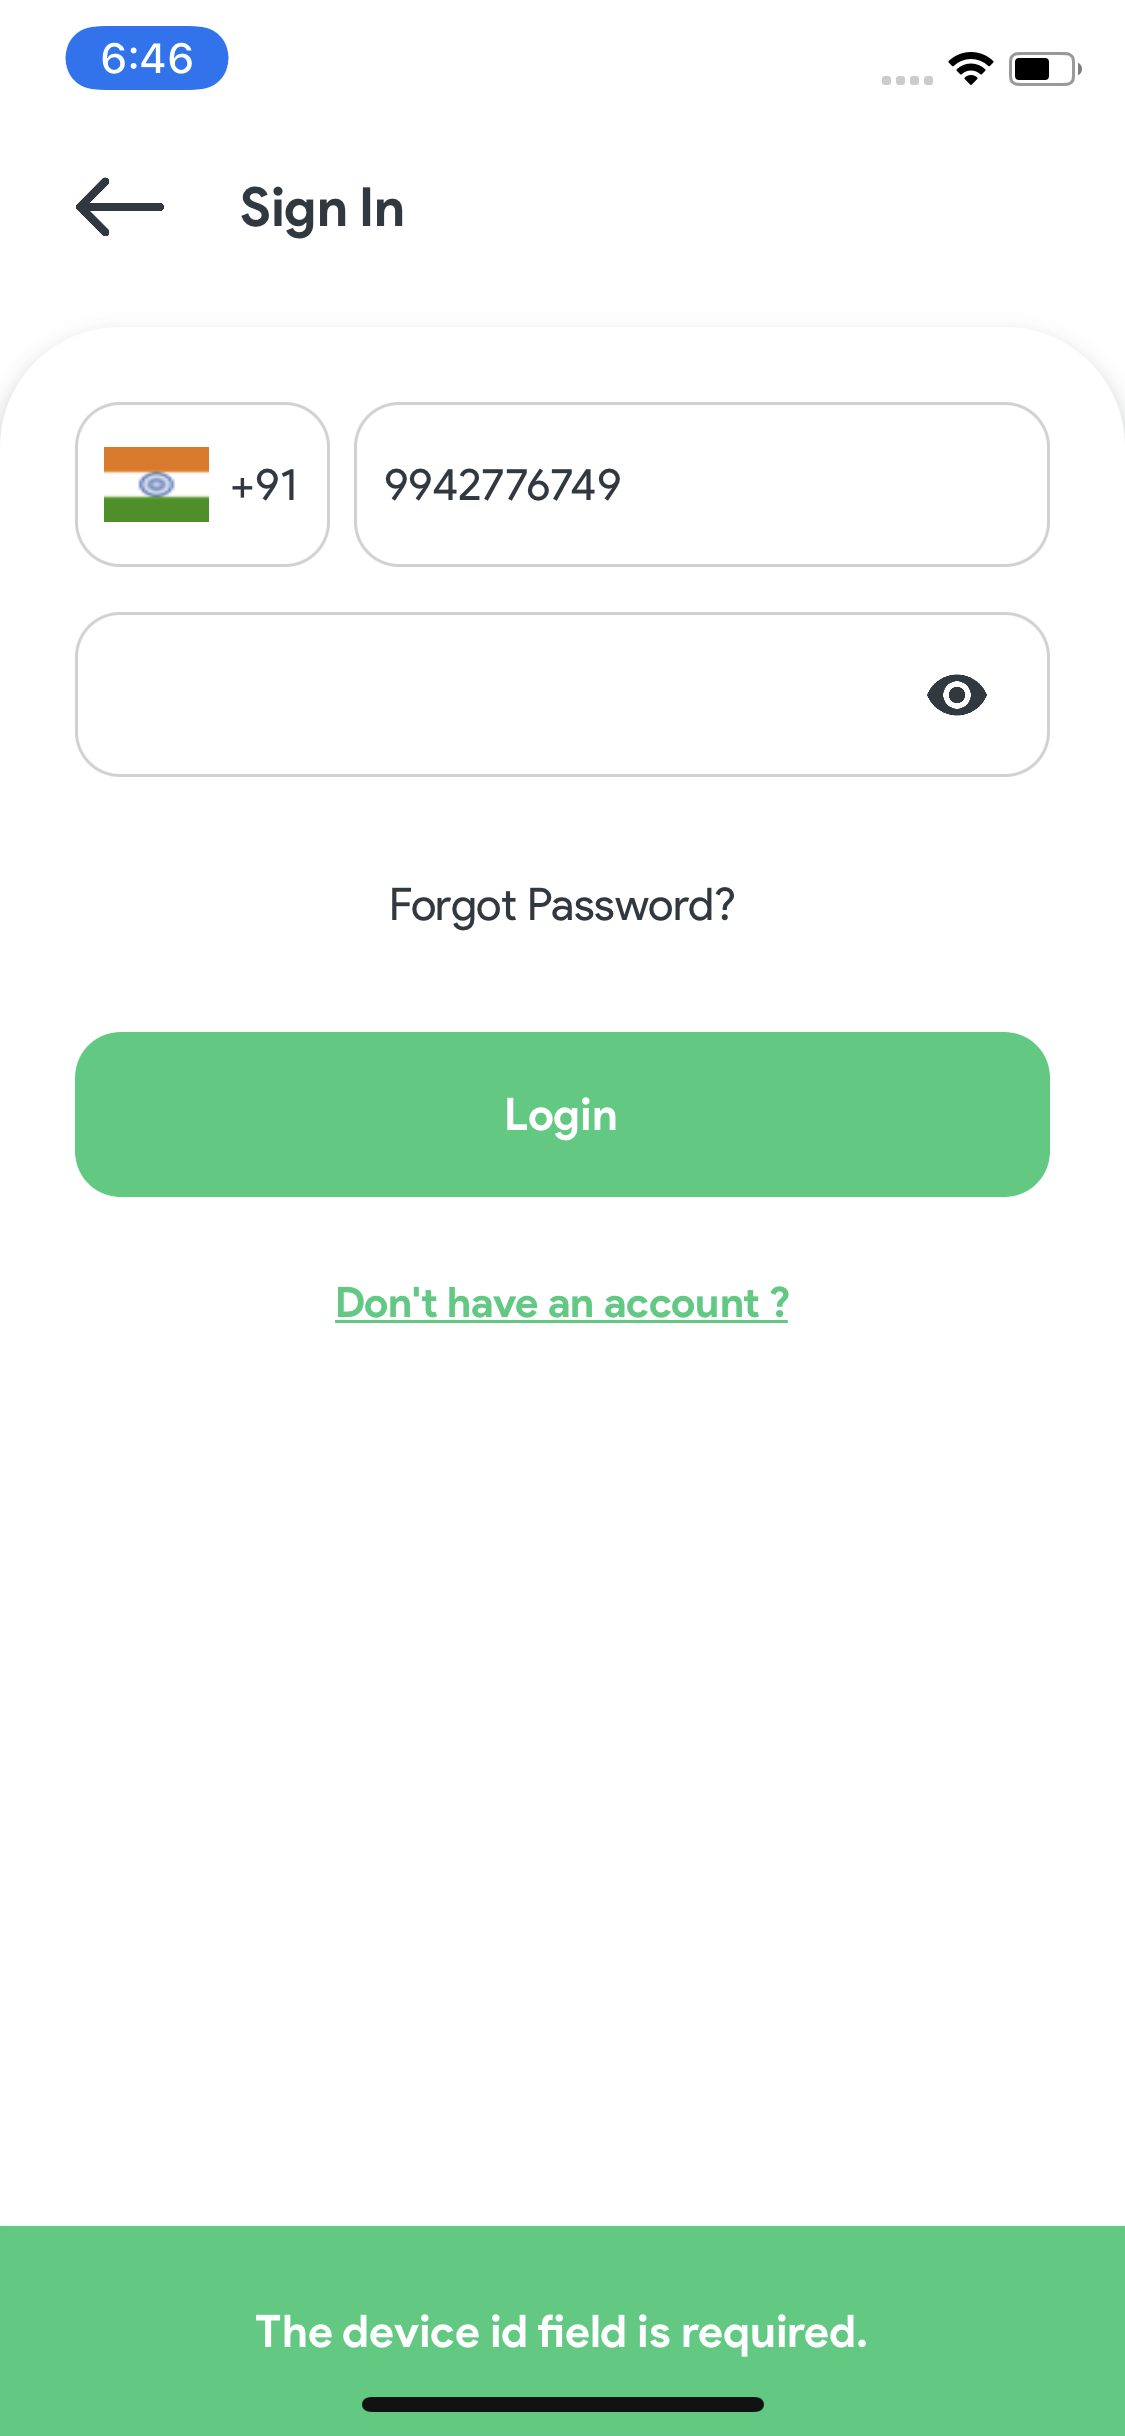 6:46
Sign In
+91
9942776749
Forgot Password?
Login
Don't have an account ?
The device id field is required.